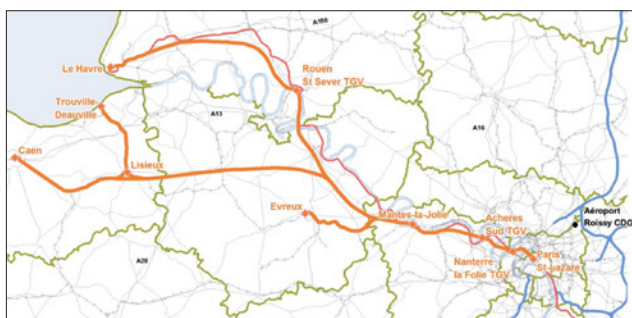 A150
Le Havre
Rouen
St Sever TGV
Trouville
Deauville
A13
A16
Caen
Lisieux
Evreux
Mantes-la-Jolie
Acheres
Sud TGV
Aéroport
Roissy CDG
Nanterre
la Folie TGV
Paris
St-Lazare
A28